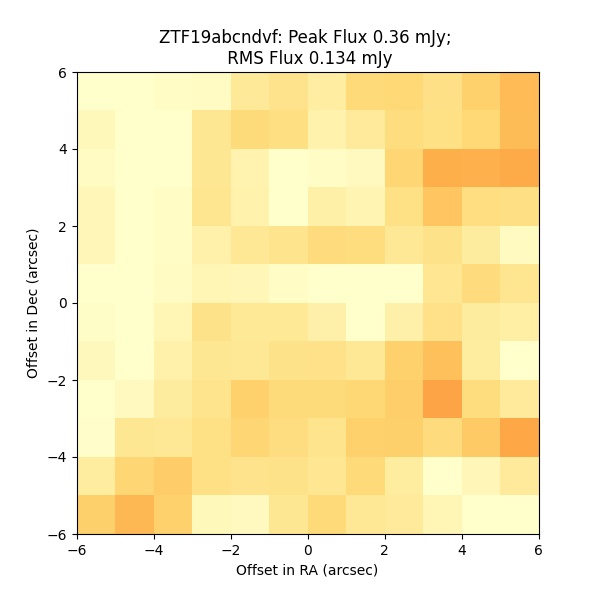 ZTF19abcndvf: Peak Flux 0.36 mJy;
RMS Flux 0.134 mJy
6
4
2
0
−2
−4
−6
Offset in Dec (arcsec)
−6 −4 −2 0 2 4 6
Offset in RA (arcsec)